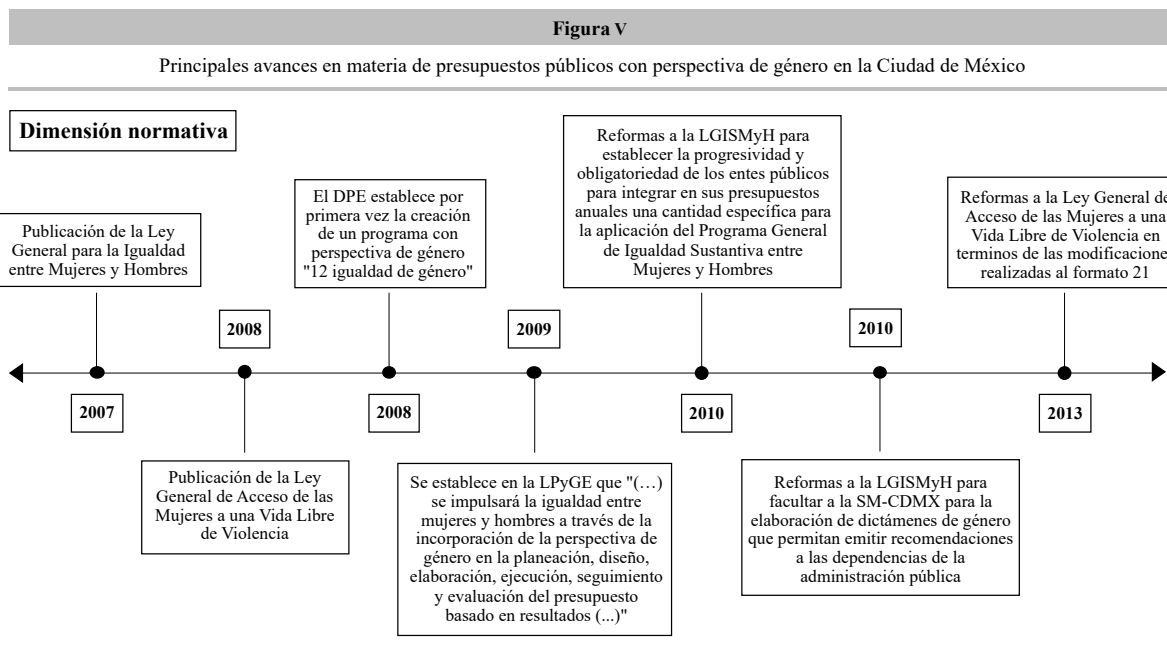 Figura V
Principales avances en materia de presupuestos públicos con perspectiva de género en la Ciudad de México
Dimensión normativa
Publicación de la Ley
General para la Igualdad
entre Mujeres y Hombres
2007
2008
Publicación de la Ley
General de Acceso de las
Mujeres a una Vida Libre
de Violencia
El DPE establece por
primera vez la creación
de un programa con
perspectiva de género
"12 igualdad de género"
2008
2009
Se establece en la LPyGE que "(…)
se impulsará la igualdad entre
mujeres y hombres a través de la
incorporación de la perspectiva de
género en la planeación, diseño,
elaboración, ejecución, seguimiento
y evaluación del presupuesto
basado en resultados (...)"
Reformas a la LGISMyH para
establecer la progresividad y
obligatoriedad de los entes públicos
para integrar en sus presupuestos
anuales una cantidad específica para
la aplicación del Programa General
de Igualdad Sustantiva entre
Mujeres y Hombres
2010
2010
Reformas a la LGISMyH para
facultar a la SM-CDMX para la
elaboración de dictámenes de género
que permitan emitir recomendaciones
a las dependencias de la
administración pública
Reformas a la Ley General de
Acceso de las Mujeres a una
Vida Libre de Violencia en
terminos de las modificacione
realizadas al formato 21
2013